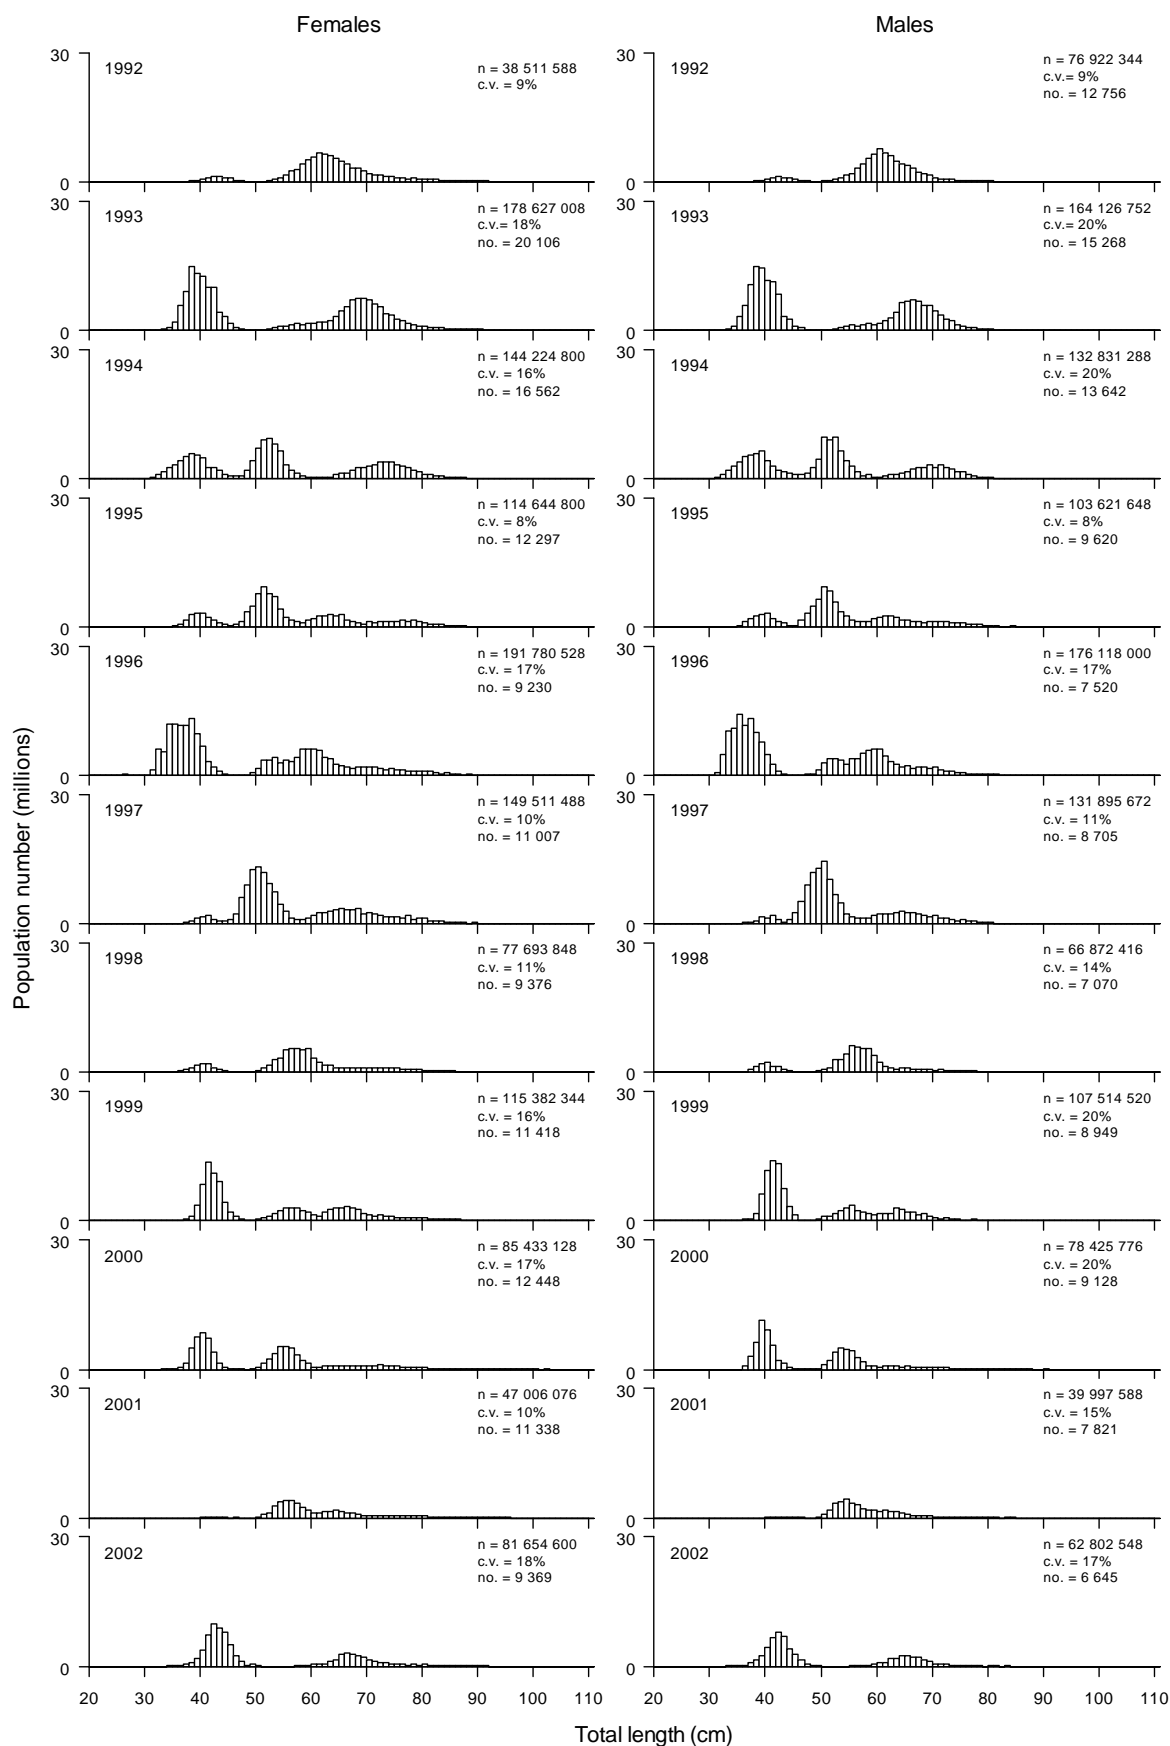 Females
Males
Population number (millions)
30
1992
n = 38 511 588
c.v. = 9%
0
30
1992
n = 76 922 344
c.v.= 9%
no. = 12 756
0
30
1993
n = 178 627 008
c.v.= 18%
no. = 20 106
0
30
1993
n = 164 126 752
c.v.= 20%
no. = 15 268
0
30
1994
n = 144 224 800
c.v. = 16%
no. = 16 562
0
30
1994
n = 132 831 288
c.v. = 20%
no. = 13 642
0
30
1995
n = 114 644 800
c.v. = 8%
no. = 12 297
0
30
1995
n = 103 621 648
c.v. = 8%
no. = 9 620
0
30
1996
n = 191 780 528
c.v. = 17%
no. = 9 230
0
30
1996
n = 176 118 000
c.v. = 17%
no. = 7 520
0
30
1997
n = 149 511 488
c.v. = 10%
no. = 11 007
0
30
1997
n = 131 895 672
c.v. = 11%
no. = 8 705
0
30
1998
n = 77 693 848
c.v. = 11%
no. = 9 376
0
30
1998
n = 66 872 416
c.v. = 14%
no. = 7 070
0
30
1999
n = 115 382 344
c.v. = 16%
no. = 11 418
0
30
1999
n = 107 514 520
c.v. = 20%
no. = 8 949
0
30
2000
n = 85 433 128
c.v. = 17%
no. = 12 448
0
30
2000
n = 78 425 776
c.v. = 20%
no. = 9 128
0
30
2001
n = 47 006 076
c.v. = 10%
no. = 11 338
0
30
2001
n = 39 997 588
c.v. = 15%
no. = 7 821
0
30
2002
n = 81 654 600
c.v. = 18%
no. = 9 369
0
30
2002
n = 62 802 548
c.v. = 17%
no. = 6 645
0
20 30 40 50 60 70 80 90 100 110
20 30 40 50 60 70 80 90 100 110
Total length (cm)